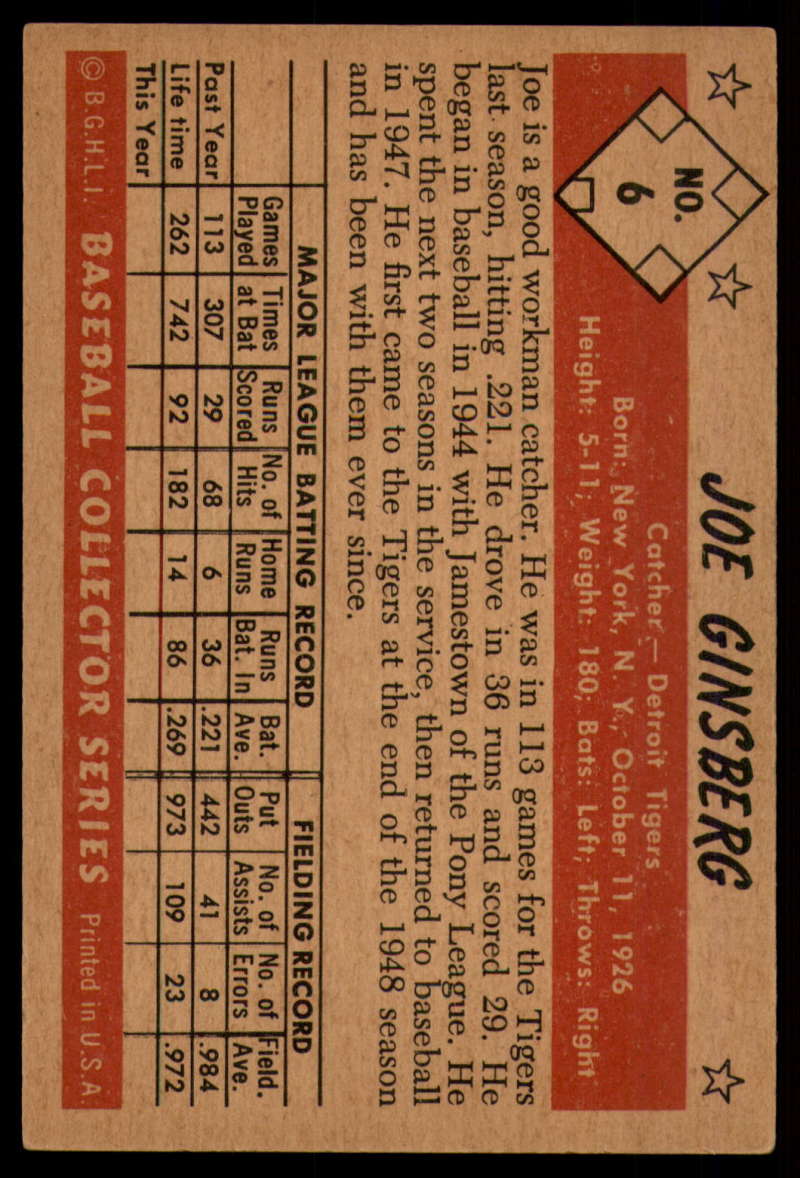 NO.
6
JOE GINSBERG
Catcher — Detroit Tigers
Born: New York, N. Y., October 11, 1926
Height: 5-11; Weight: 180; Bats: Left; Throws: Right
Joe is a good workman catcher. He was in 113 games for the Tigers
last season, hitting .221. He drove in 36 runs and scored 29. He
began in baseball in 1944 with Jamestown of the Pony League. He
spent the next two seasons in the service, then returned to baseball
in 1947. He first came to the Tigers at the end of the 1948 season
and has been with them ever since.
MAJOR LEAGUE BATTING RECORD FIELDING RECORD
Games Times Runs No. of Home Runs Bat. Put No. of No. of Field.
Played at Bat Scored Hits Runs Bat. In Ave. Outs Assists Errors Ave.
Past Year 113 307 29 68 6 36 .221 442 41 8 .984
Life time 262 742 92 182 14 86 .269 973 109 23 .972
This Year
© B.G.H.L.I. BASEBALL COLLECTOR SERIES Printed in U.S.A.